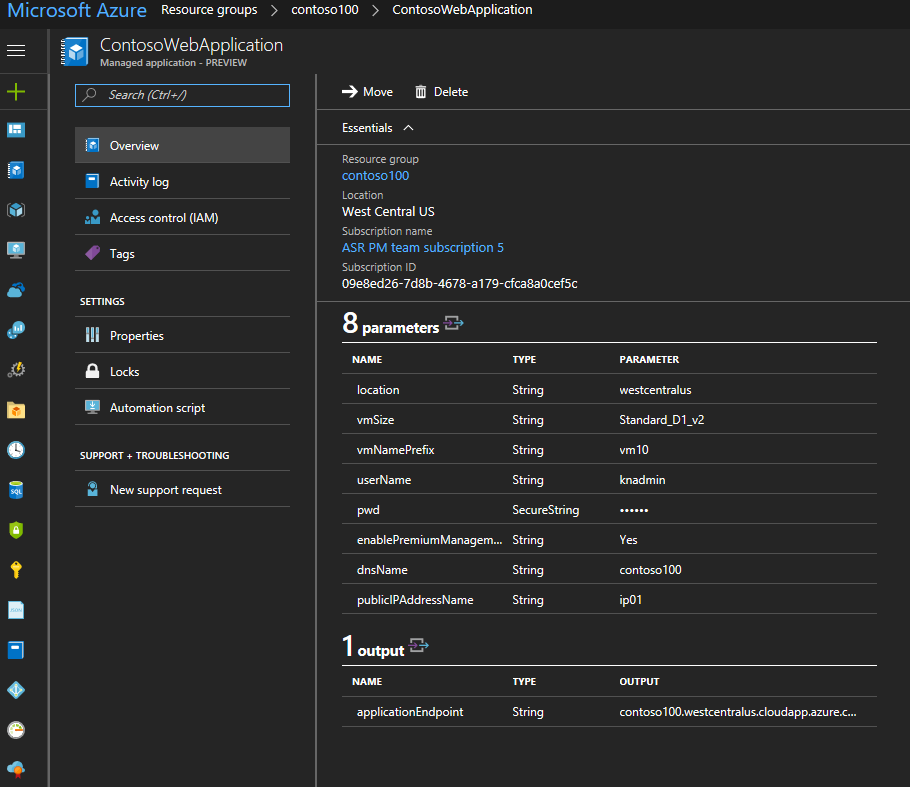 Microsoft Azure Resource groups > contoso100 > ContosoWebApplication
ContosoWebApplication
Managed application - PREVIEW
Search (Ctrl+/)
Overview
Activity log
Access control (IAM)
Tags
SETTINGS
Properties
Locks
Automation script
SUPPORT + TROUBLESHOOTING
New support request
Move Delete
Essentials
Resource group
contoso100
Location
West Central US
Subscription name
ASR PM team subscription 5
Subscription ID
09e8ed26-7d8b-4678-a179-cfca8a0cef5c
8 parameters
NAME TYPE PARAMETER
location String westcentralus
vmSize String Standard_D1_v2
vmNamePrefix String vm10
userName String knadmin
pwd SecureString ••••••
enablePremiumManagem... String Yes
dnsName String contoso100
publicIPAddressName String ip01
1 output
NAME TYPE OUTPUT
applicationEndpoint String contoso100.westcentralus.cloudapp.azure.c...
SQL